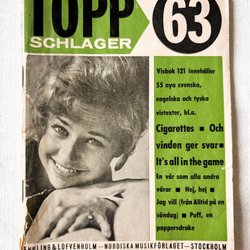 TOPP
SCHLAGER
63
Visbok 121 innehåller
55 nya svenska,
engelska och tyska
vistexter, bl.a.
Cigarettes ■ Och
vinden ger svar ■
It's all in the game
En vår som alla andra
vårar ■ Hej, hej ■
Jag vill (från Alltid på en
söndag) ■ Puff, en
pappersdrake
EHRLING & LÖFVENHOLM — NORDISKA MUSIKFÖRLAGET — STOCKHOLM